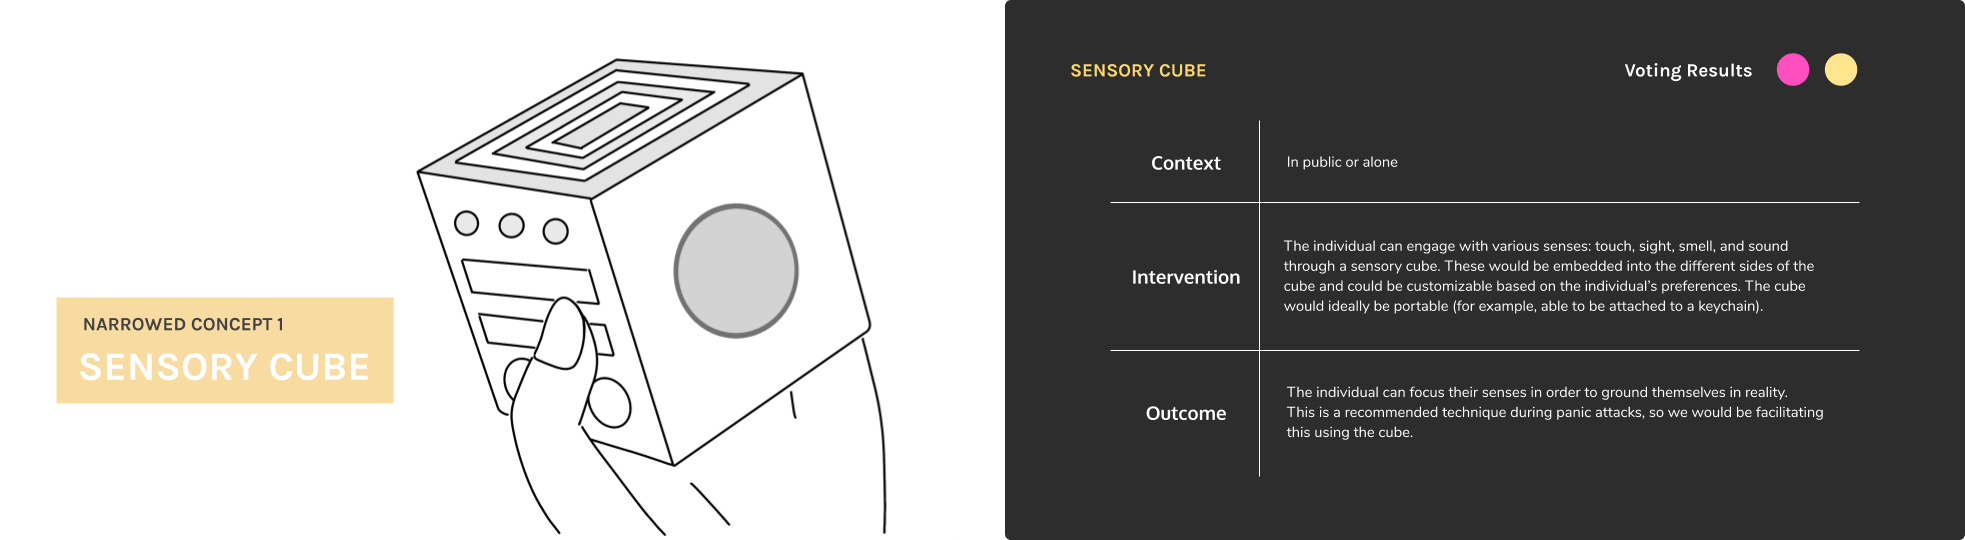 NARROWED CONCEPT 1
SENSORY CUBE
SENSORY CUBE
Voting Results
Context
In public or alone
Intervention
The individual can engage with various senses: touch, sight, smell, and sound
through a sensory cube. These would be embedded into the different sides of the
cube and could be customizable based on the individual's preferences. The cube
would ideally be portable (for example, able to be attached to a keychain).
Outcome
The individual can focus their senses in order to ground themselves in reality.
This is a recommended technique during panic attacks, so we would be facilitating
this using the cube.